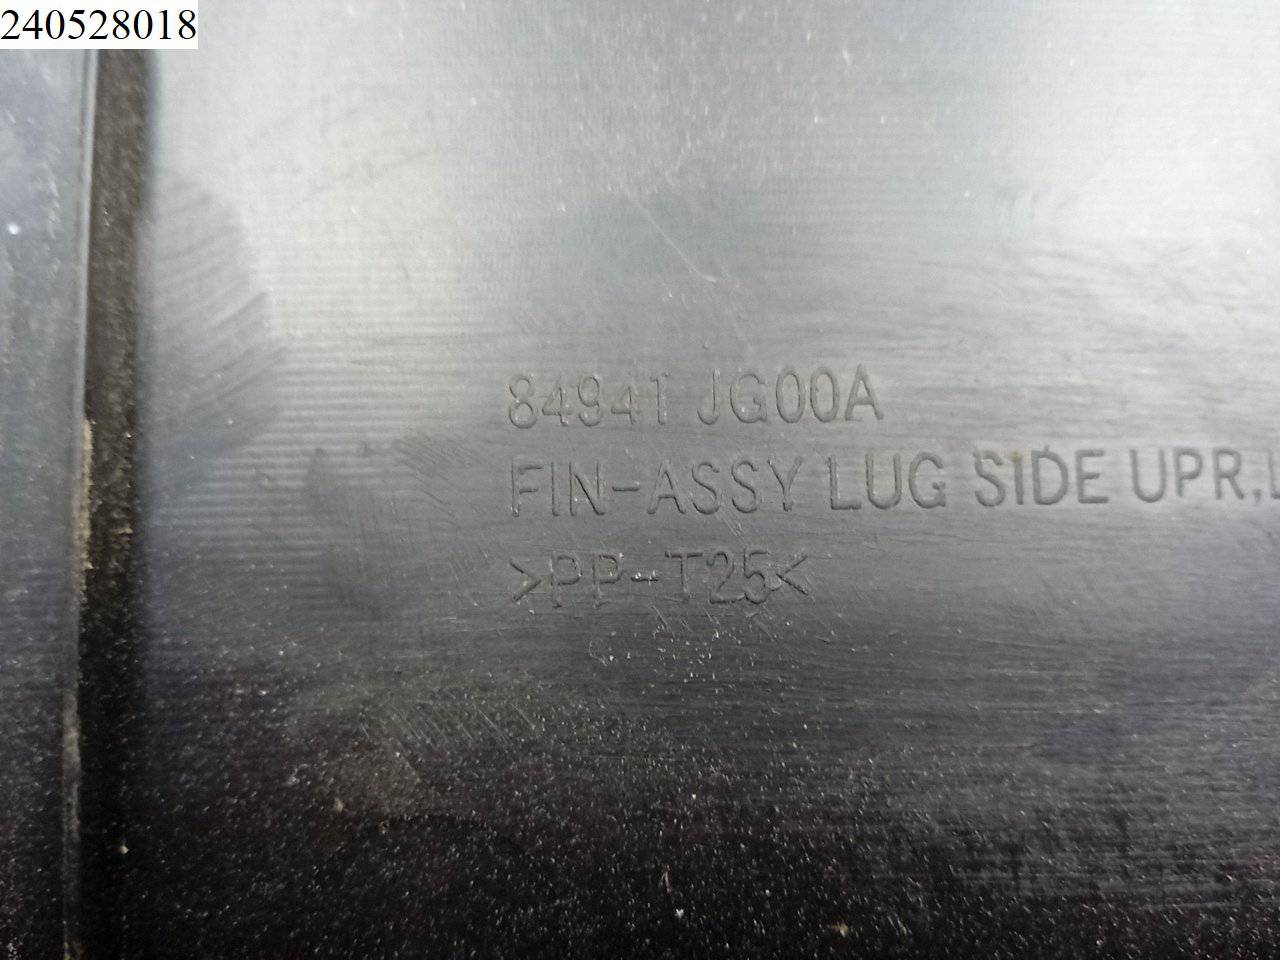 240528018
84941 JG00A
FIN-ASSY LUG SIDE UPR,
>PP-T25<